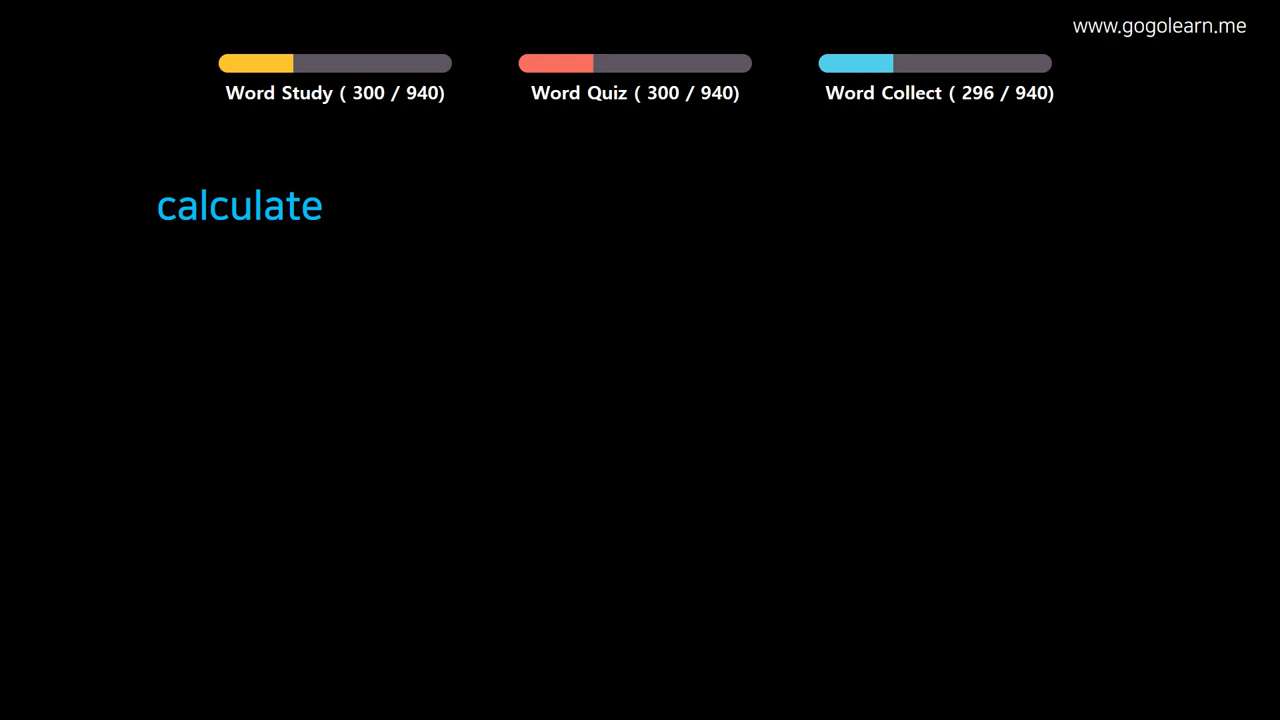 www.gogolearn.me
Word Study ( 300 / 940)
Word Quiz ( 300 / 940)
Word Collect ( 296 / 940)
calculate